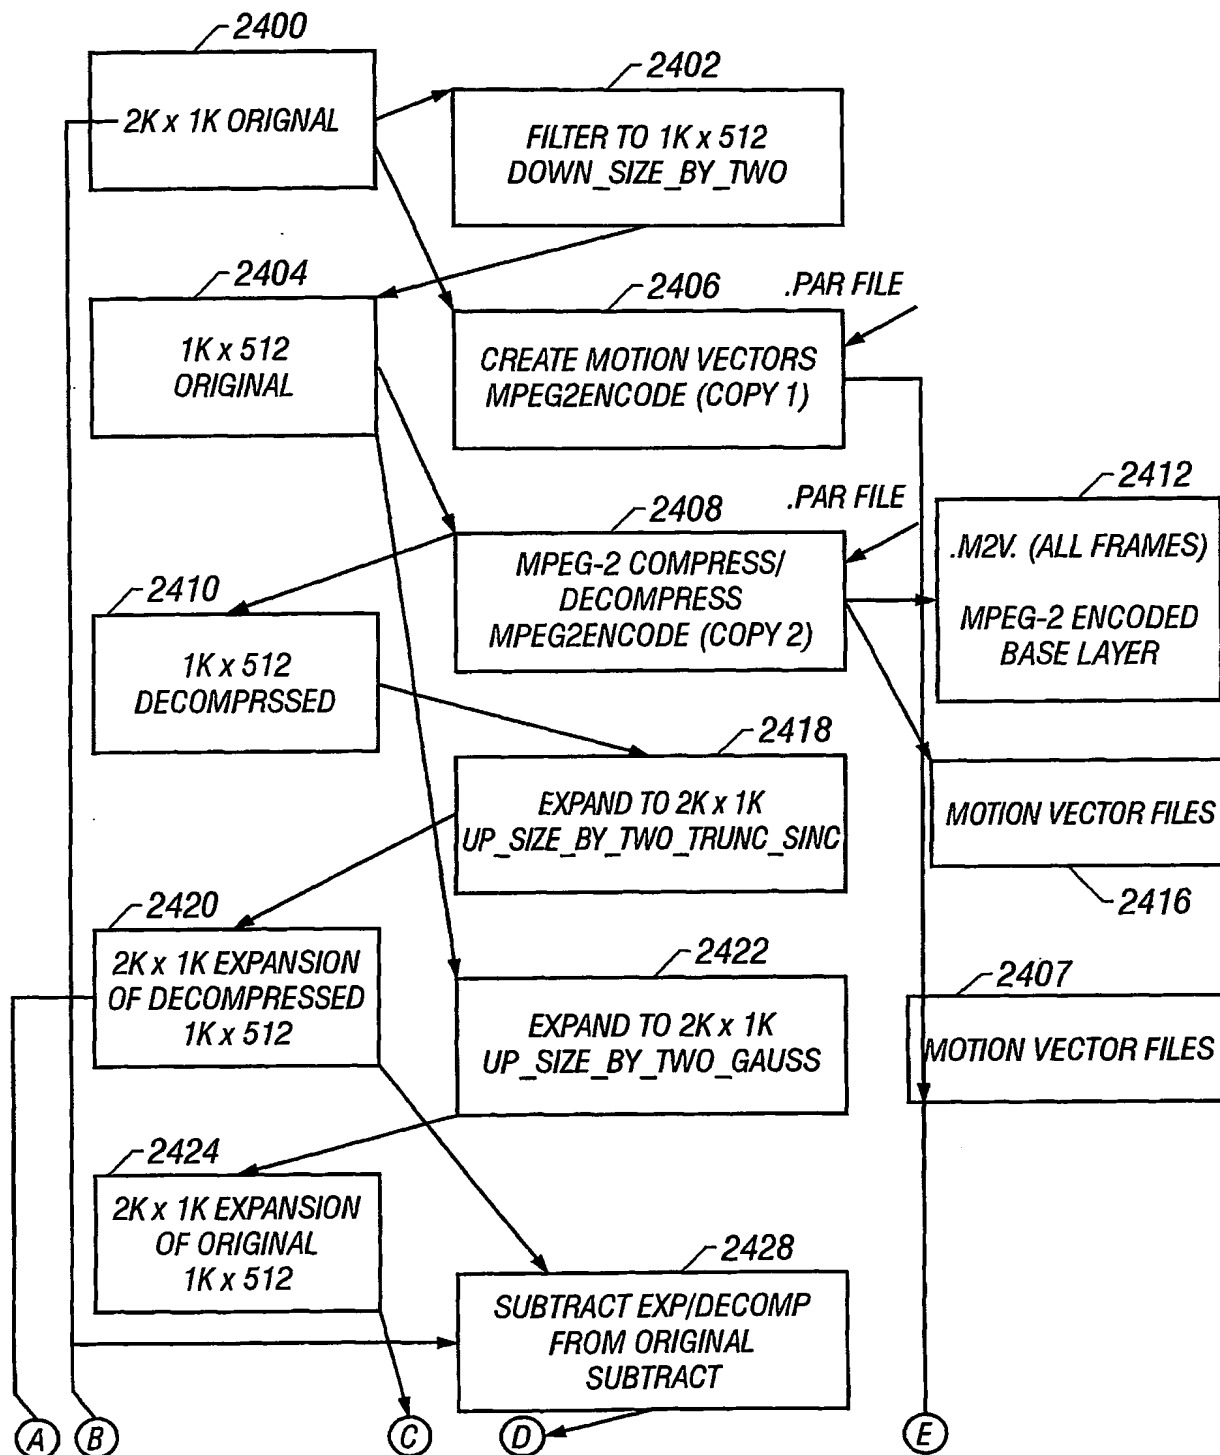 2400
2K x 1K ORIGNAL
2402
FILTER TO 1K x 512
DOWN_SIZE_BY_TWO
2404
1K x 512
ORIGINAL
2406
.PAR FILE
CREATE MOTION VECTORS
MPEG2ENCODE (COPY 1)
2408
.PAR FILE
MPEG-2 COMPRESS/
DECOMPRESS
MPEG2ENCODE (COPY 2)
2412
.M2V. (ALL FRAMES)
MPEG-2 ENCODED
BASE LAYER
2410
1K x 512
DECOMPRSSED
2418
EXPAND TO 2K x 1K
UP_SIZE_BY_TWO_TRUNC_SINC
MOTION VECTOR FILES
2416
2420
2K x 1K EXPANSION
OF DECOMPRESSED
1K x 512
2422
EXPAND TO 2K x 1K
UP_SIZE_BY_TWO_GAUSS
2407
MOTION VECTOR FILES
2424
2K x 1K EXPANSION
OF ORIGINAL
1K x 512
2428
SUBTRACT EXP/DECOMP
FROM ORIGINAL
SUBTRACT
A
B
C
D
E